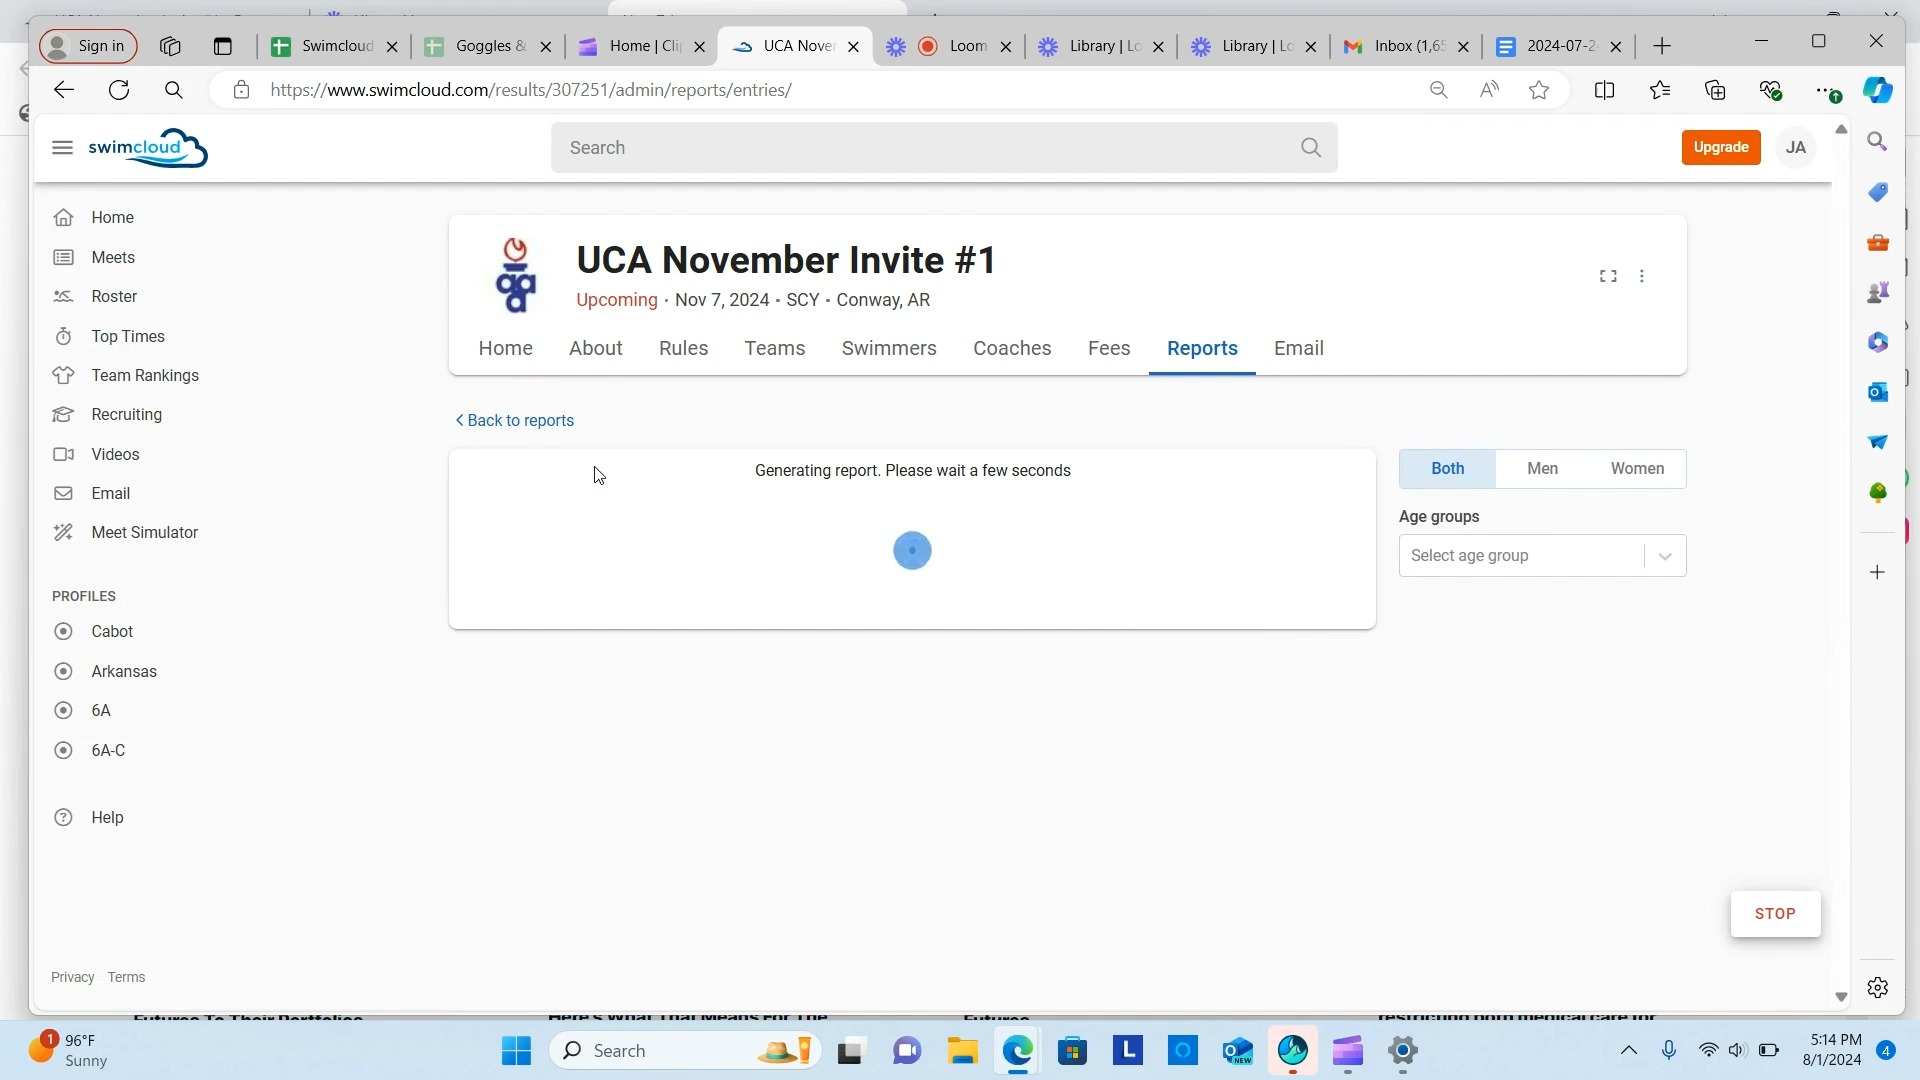 Sign in
Swimcloud
Goggles &
Home | Cli
UCA Nove
Loom
Library | Lo
Library | Lo
Inbox (1,65
2024-07-2
https://www.swimcloud.com/results/307251/admin/reports/entries/
swimcloud
Search
Upgrade
JA
Home
Meets
Roster
Top Times
Team Rankings
Recruiting
Videos
Email
Meet Simulator
PROFILES
Cabot
Arkansas
6A
6A-C
Help
Privacy Terms
UCA November Invite #1
Upcoming · Nov 7, 2024 · SCY · Conway, AR
Home About Rules Teams Swimmers Coaches Fees Reports Email
Back to reports
Generating report. Please wait a few seconds
Both Men Women
Age groups
Select age group
STOP
96°F
Sunny
1
Search
L
NEW
5:14 PM
8/1/2024
4